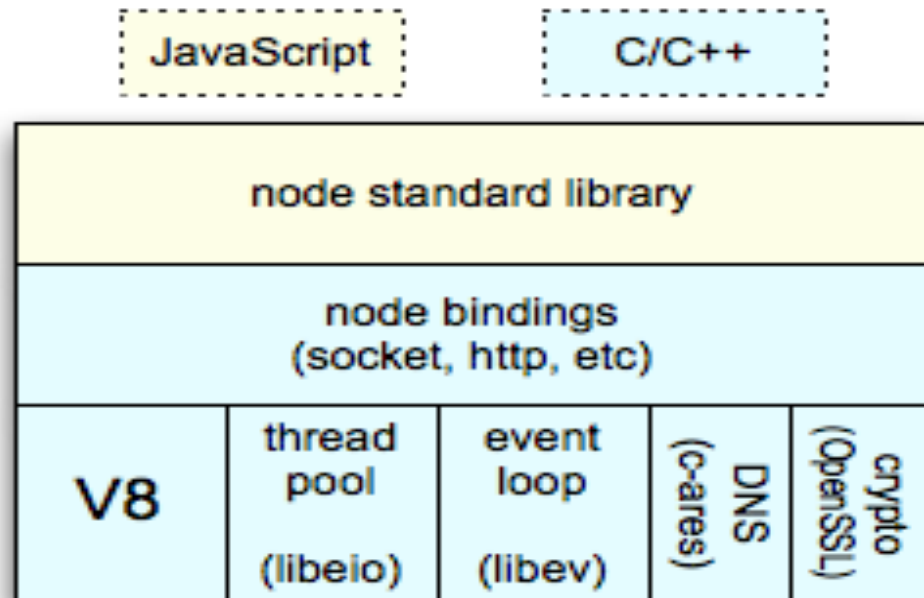 JavaScript
C/C++
node standard library
node bindings
(socket, http, etc)
V8
thread
pool
(libeio)
event
loop
(libev)
DNS
(c-ares)
crypto
(OpenSSL)